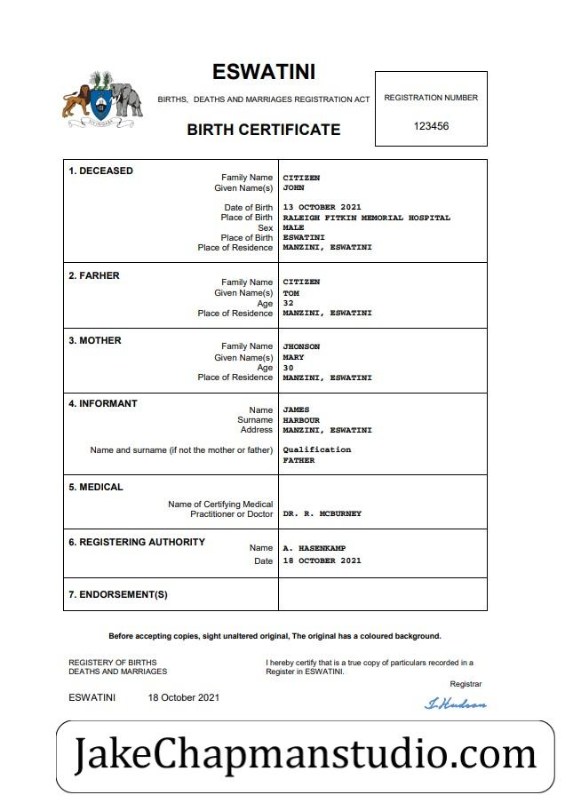 ESWATINI
BIRTHS, DEATHS AND MARRIAGES REGISTRATION ACT
BIRTH CERTIFICATE
REGISTRATION NUMBER
123456
1. DECEASED
Family Name CITIZEN
Given Name(s) JOHN
Date of Birth 13 OCTOBER 2021
Place of Birth RALEIGH FITKIN MEMORIAL HOSPITAL
Sex MALE
Place of Birth ESWATINI
Place of Residence MANZINI, ESWATINI
2. FARHER
Family Name CITIZEN
Given Name(s) TOM
Age 32
Place of Residence MANZINI, ESWATINI
3. MOTHER
Family Name JHONSON
Given Name(s) MARY
Age 30
Place of Residence MANZINI, ESWATINI
4. INFORMANT
Name JAMES
Surname HARBOUR
Address MANZINI, ESWATINI
Name and surname (if not the mother or father) Qualification
FATHER
5. MEDICAL
Name of Certifying Medical
Practitioner or Doctor DR. R. MCBURNEY
6. REGISTERING AUTHORITY
Name A. HASENKAMP
Date 18 OCTOBER 2021
7. ENDORSEMENT(S)
Before accepting copies, sight unaltered original, The original has a coloured background.
REGISTERY OF BIRTHS
DEATHS AND MARRIAGES
I hereby certify that is a true copy of particulars recorded in a
Register in ESWATINI.
Registrar
ESWATINI 18 October 2021
I. Hudson
JakeChapmanstudio.com